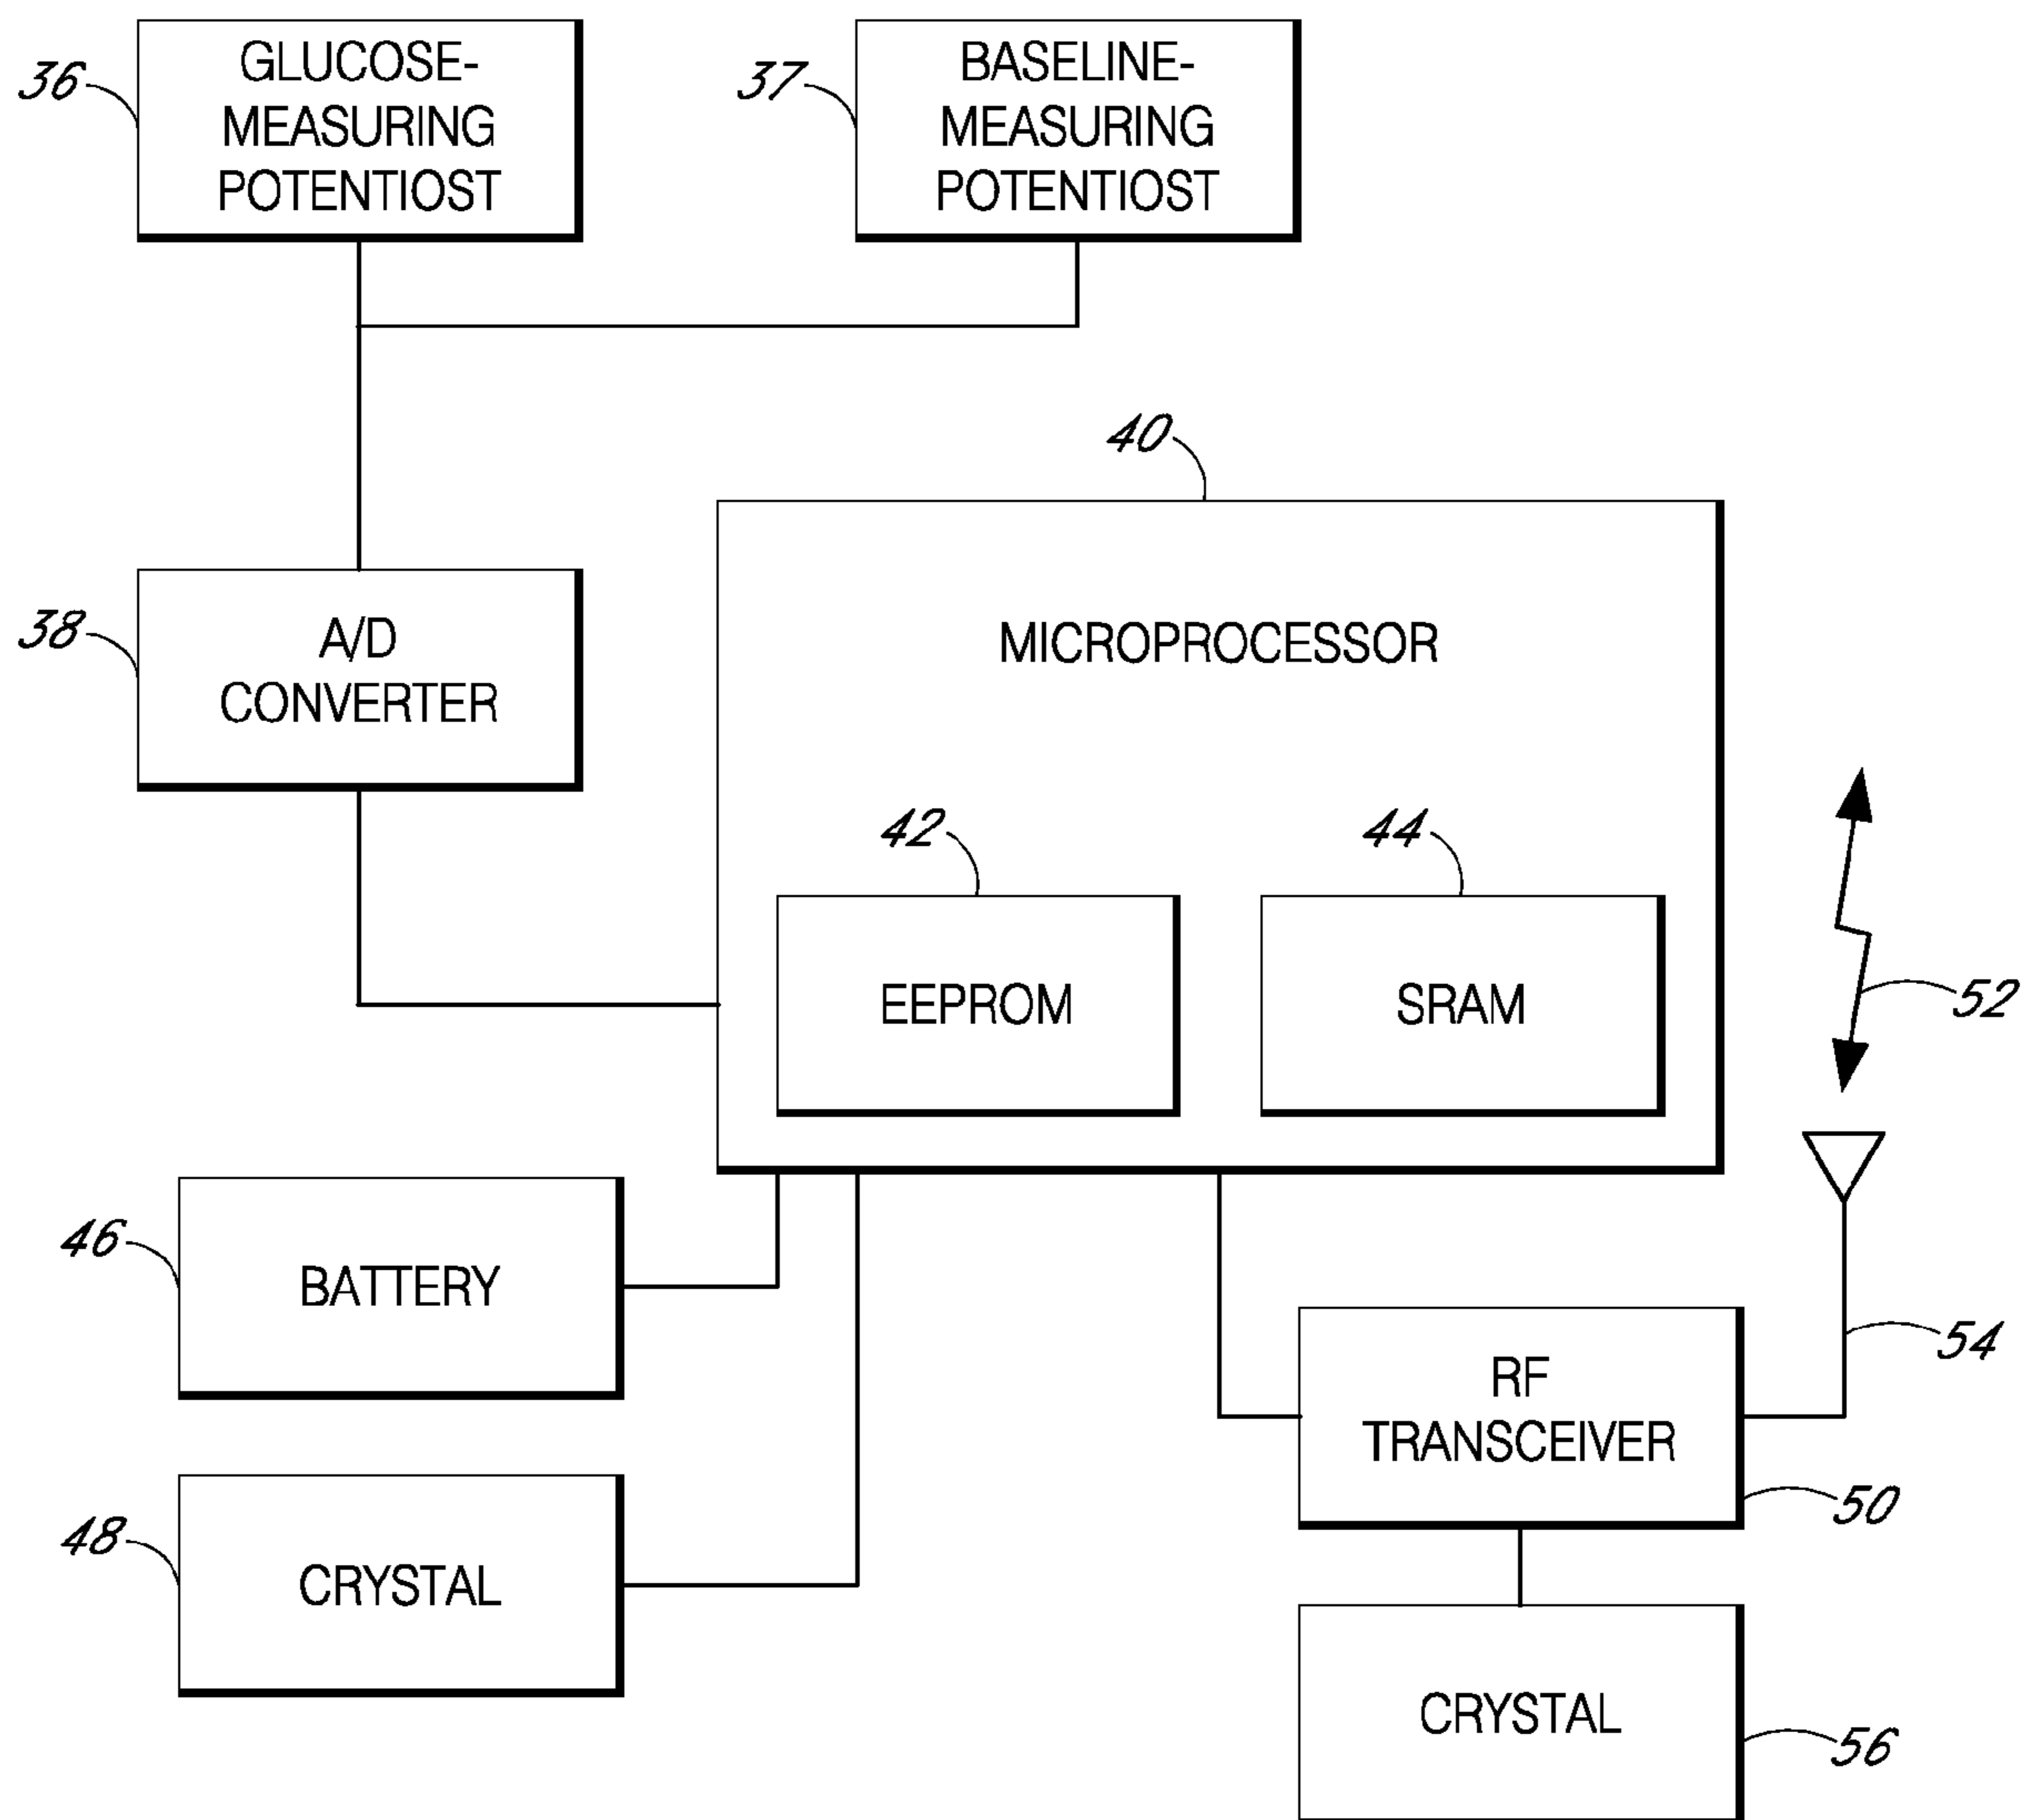 36
GLUCOSE-
MEASURING
POTENTIOST
37
BASELINE-
MEASURING
POTENTIOST
40
38
A/D
CONVERTER
MICROPROCESSOR
42
44
EEPROM
SRAM
52
46
BATTERY
54
RF
TRANSCEIVER
50
48
CRYSTAL
CRYSTAL
56